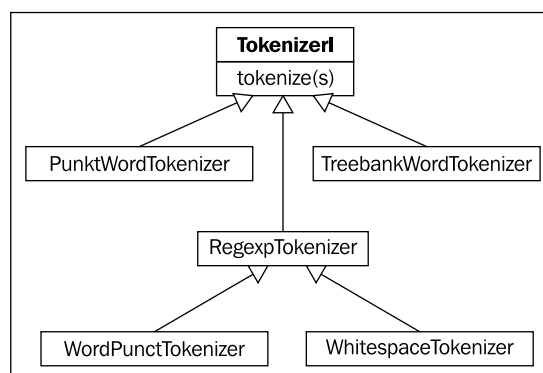 TokenizerI
tokenize(s)
PunktWordTokenizer
TreebankWordTokenizer
RegexpTokenizer
WordPunctTokenizer
WhitespaceTokenizer